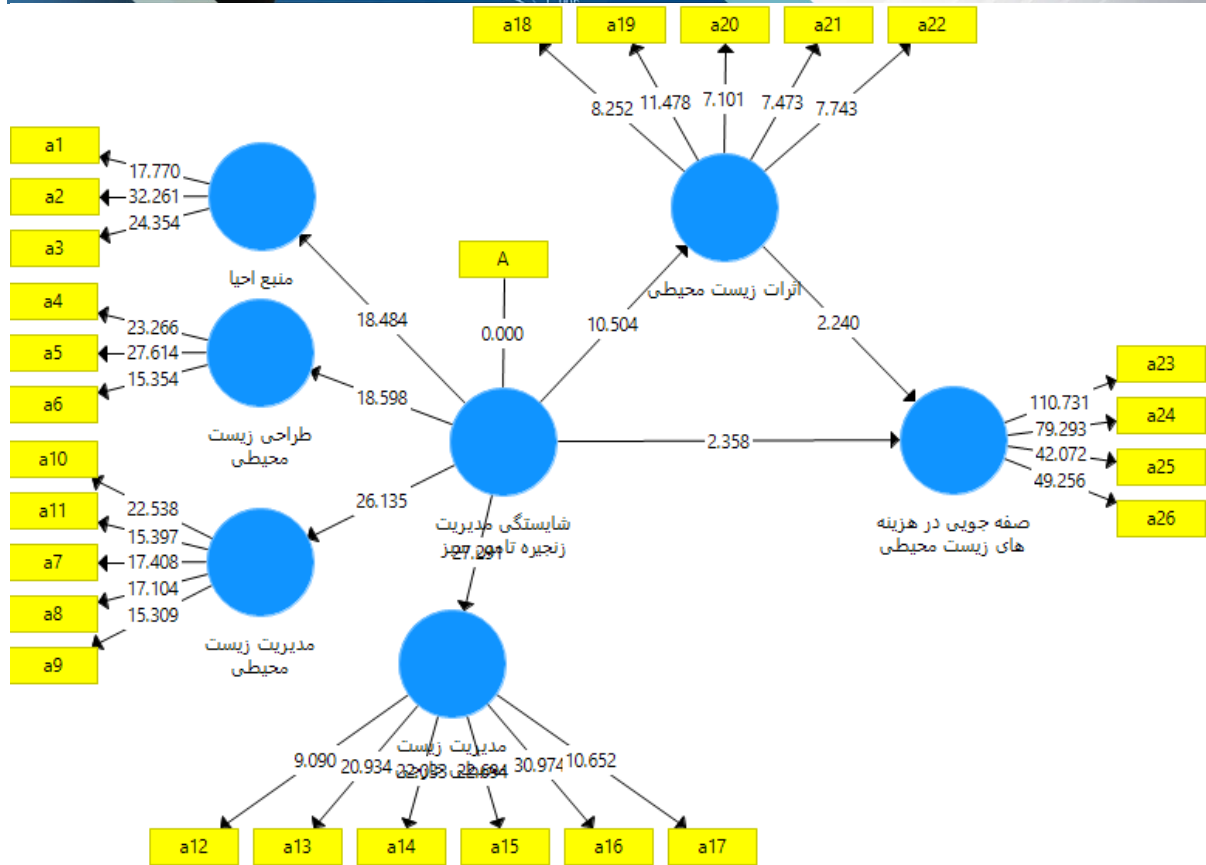 a18
a19
a20
a21
a22
8.252
11.478
7.101
7.473
7.743
a1
a2
a3
17.770
32.261
24.354
منبع احیا
a4
a5
a6
23.266
27.614
15.354
طراحی زیست
محیطی
a10
a11
a7
a8
a9
22.538
15.397
17.408
17.104
15.309
مدیریت زیست
محیطی
A
0.000
18.484
18.598
26.135
10.504
2.358
2.240
اثرات زیست محیطی
شایستگی مدیریت
زنجیره تامین سبز
صفه جویی در هزینه
های زیست محیطی
110.731
79.293
42.072
49.256
a23
a24
a25
a26
مدیریت زیست
9.090
20.934
30.974
10.652
a12
a13
a14
a15
a16
a17